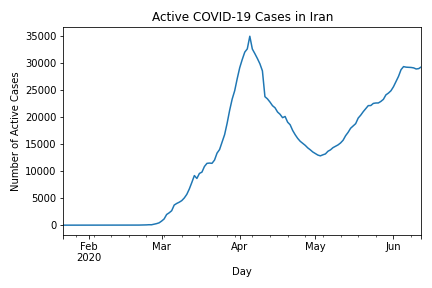 Active COVID-19 Cases in Iran
35000
30000
25000
20000
15000
10000
5000
0
Number of Active Cases
Feb
2020
Mar
Apr
May
Jun
Day